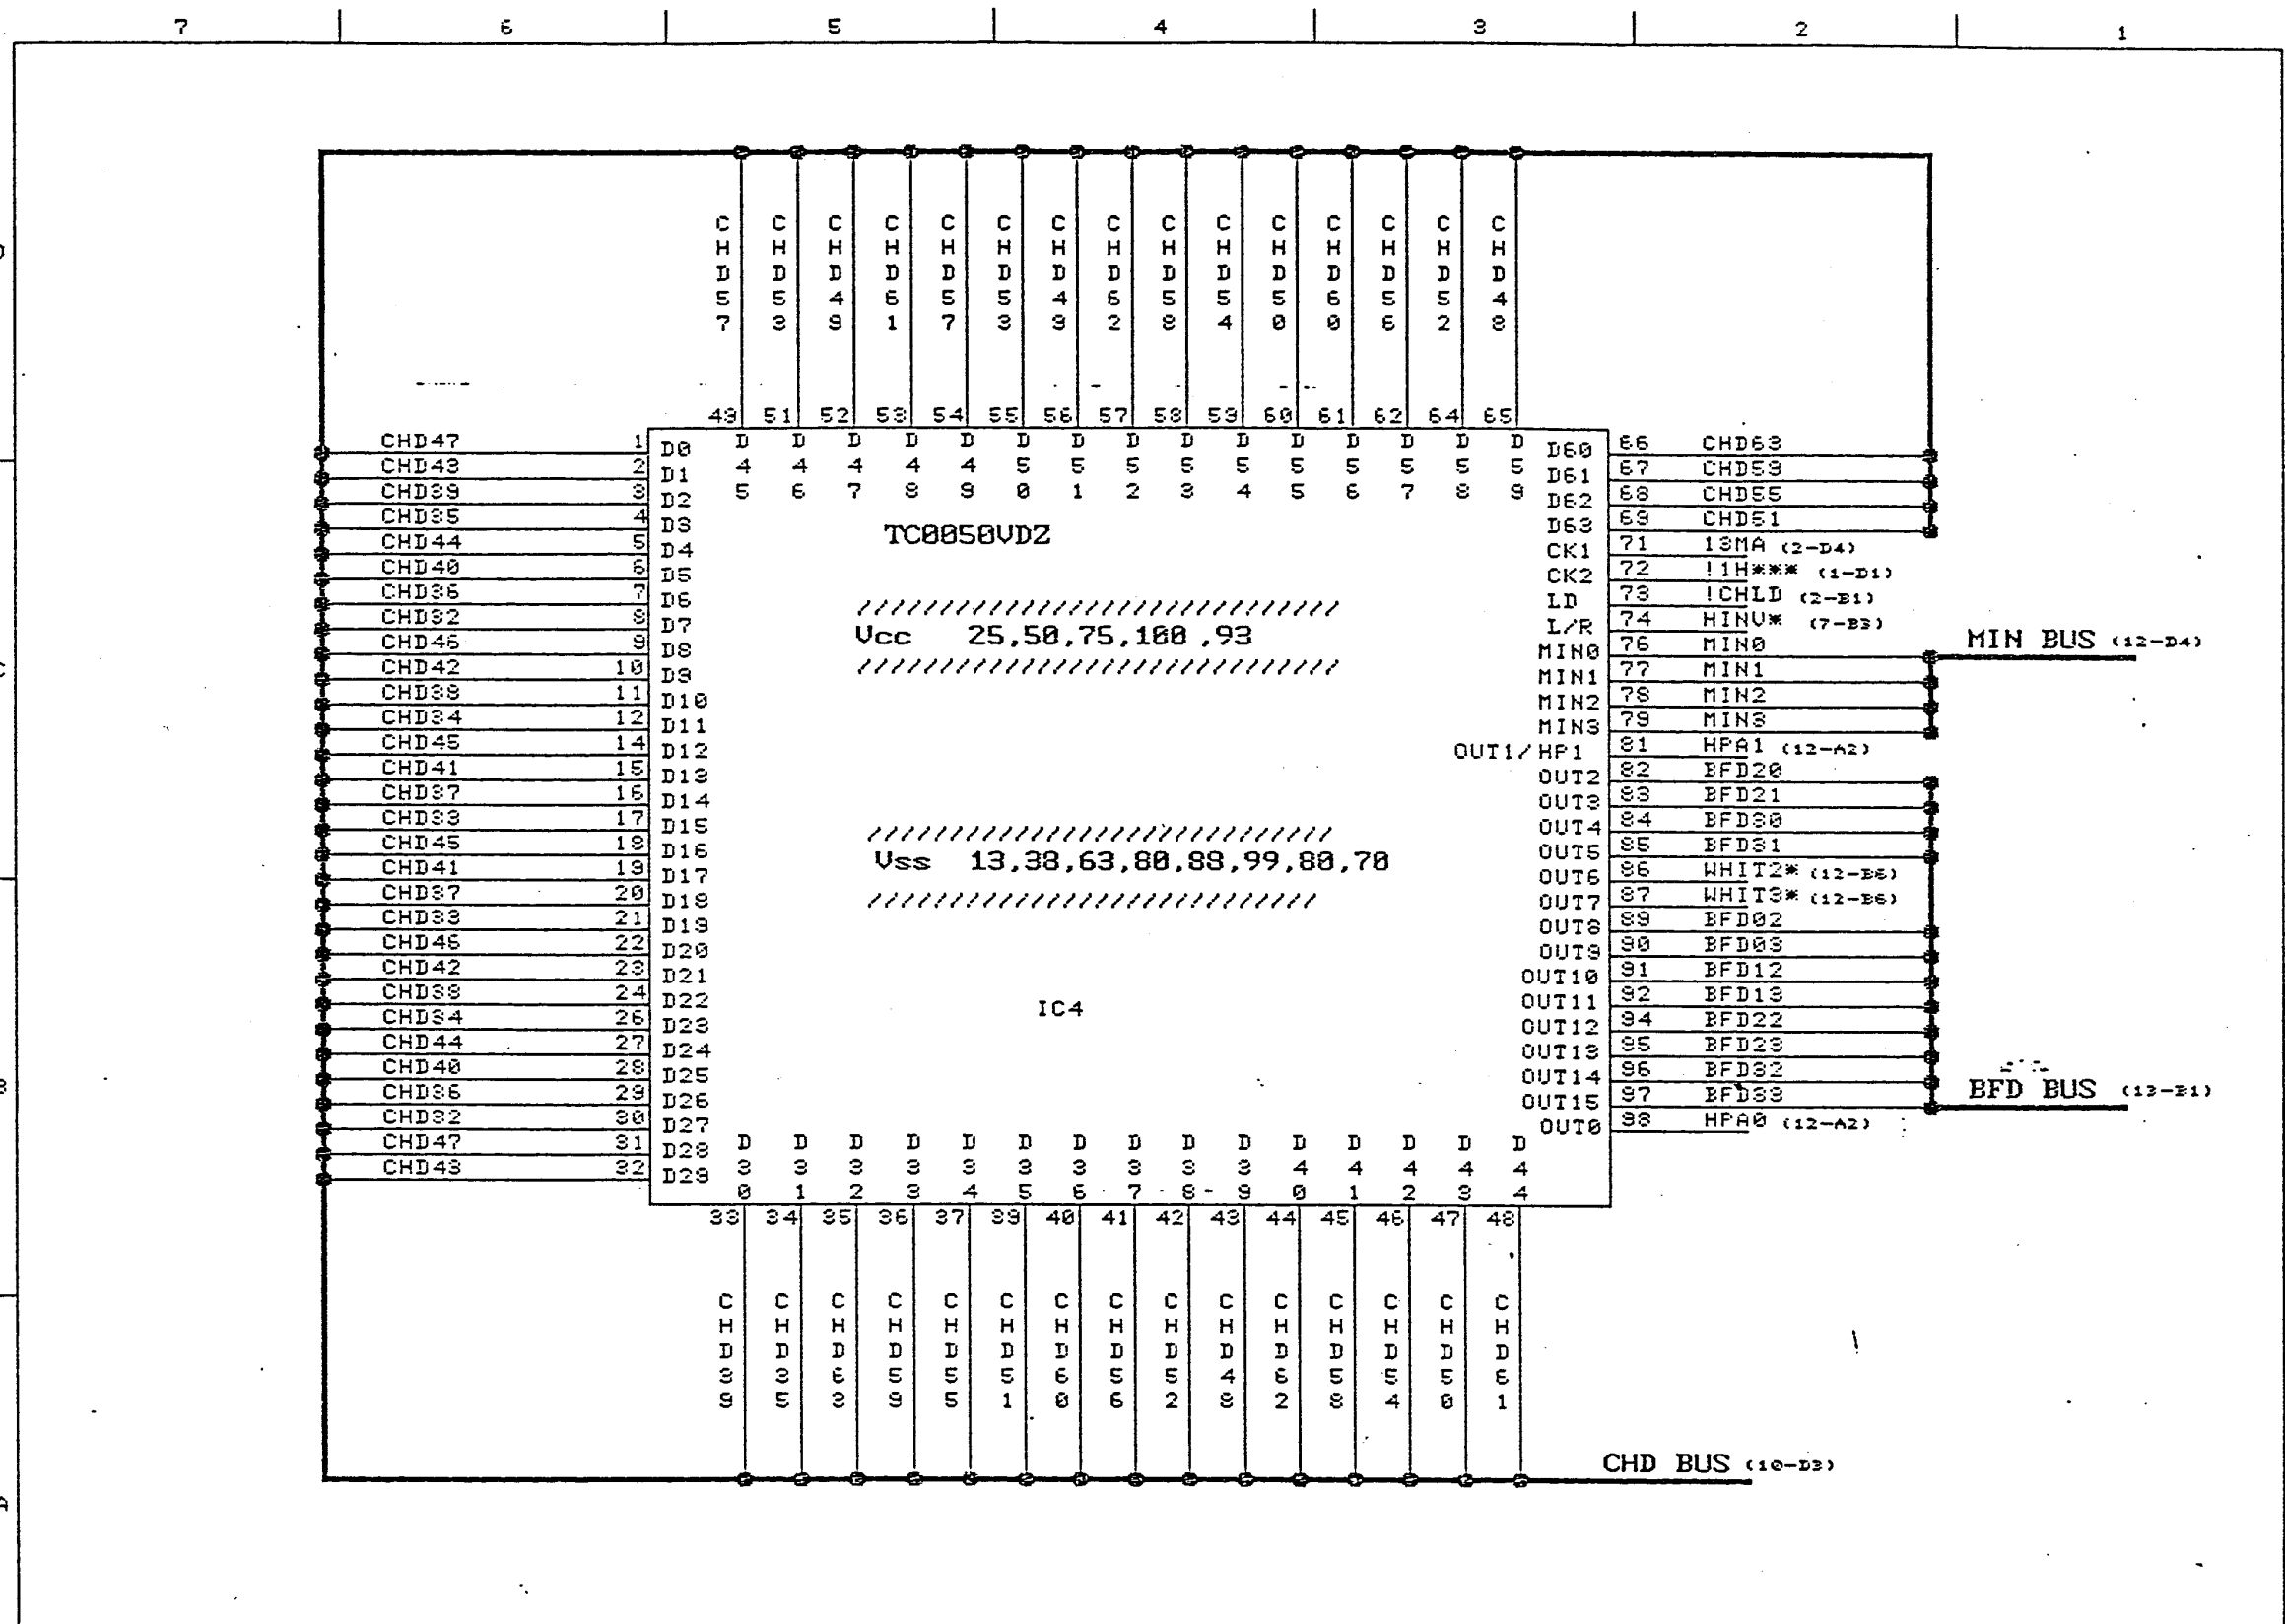 7 6 5 4 3 2 1
CHD57 CHD53 CHD49 CHD61 CHD57 CHD53 CHD49 CHD62 CHD58 CHD54 CHD50 CHD60 CHD56 CHD52 CHD48
49 51 52 53 54 55 56 57 58 59 60 61 62 64 65
D45 D46 D47 D48 D49 D50 D51 D52 D53 D54 D55 D56 D57 D58 D59
CHD47 1 D0
CHD43 2 D1
CHD39 3 D2
CHD35 4 D3
CHD44 5 D4
CHD40 6 D5
CHD36 7 D6
CHD32 8 D7
CHD46 9 D8
CHD42 10 D9
CHD38 11 D10
CHD34 12 D11
CHD45 14 D12
CHD41 15 D13
CHD37 16 D14
CHD33 17 D15
CHD45 18 D16
CHD41 19 D17
CHD37 20 D18
CHD33 21 D19
CHD46 22 D20
CHD42 23 D21
CHD38 24 D22
CHD34 26 D23
CHD44 27 D24
CHD40 28 D25
CHD36 29 D26
CHD32 30 D27
CHD47 31 D28
CHD43 32 D29
TC0050VDZ
Vcc 25,50,75,100 ,93
Vss 13,38,63,80,88,99,80,70
IC4
D60 66 CHD63
D61 67 CHD59
D62 68 CHD55
D63 69 CHD51
CK1 71 13MA (2-D4)
CK2 72 !1H*** (1-D1)
LD 73 !CHLD (2-B1)
L/R 74 HINV* (7-B3)
MIN0 76 MIN0
MIN1 77 MIN1
MIN2 78 MIN2
MIN3 79 MIN3
OUT1/HP1 81 HPA1 (12-A2)
OUT2 82 BFD20
OUT3 83 BFD21
OUT4 84 BFD30
OUT5 85 BFD31
OUT6 86 WHIT2* (12-B6)
OUT7 87 WHIT3* (12-B6)
OUT8 89 BFD02
OUT9 90 BFD03
OUT10 91 BFD12
OUT11 92 BFD13
OUT12 94 BFD22
OUT13 95 BFD23
OUT14 96 BFD32
OUT15 97 BFD33
OUT0 98 HPA0 (12-A2)
MIN BUS (12-D4)
BFD BUS (13-B1)
D30 D31 D32 D33 D34 D35 D36 D37 D38 D39 D40 D41 D42 D43 D44
33 34 35 36 37 39 40 41 42 43 44 45 46 47 48
CHD39 CHD35 CHD63 CHD59 CHD55 CHD51 CHD60 CHD56 CHD52 CHD48 CHD62 CHD58 CHD54 CHD50 CHD61
CHD BUS (10-D3)